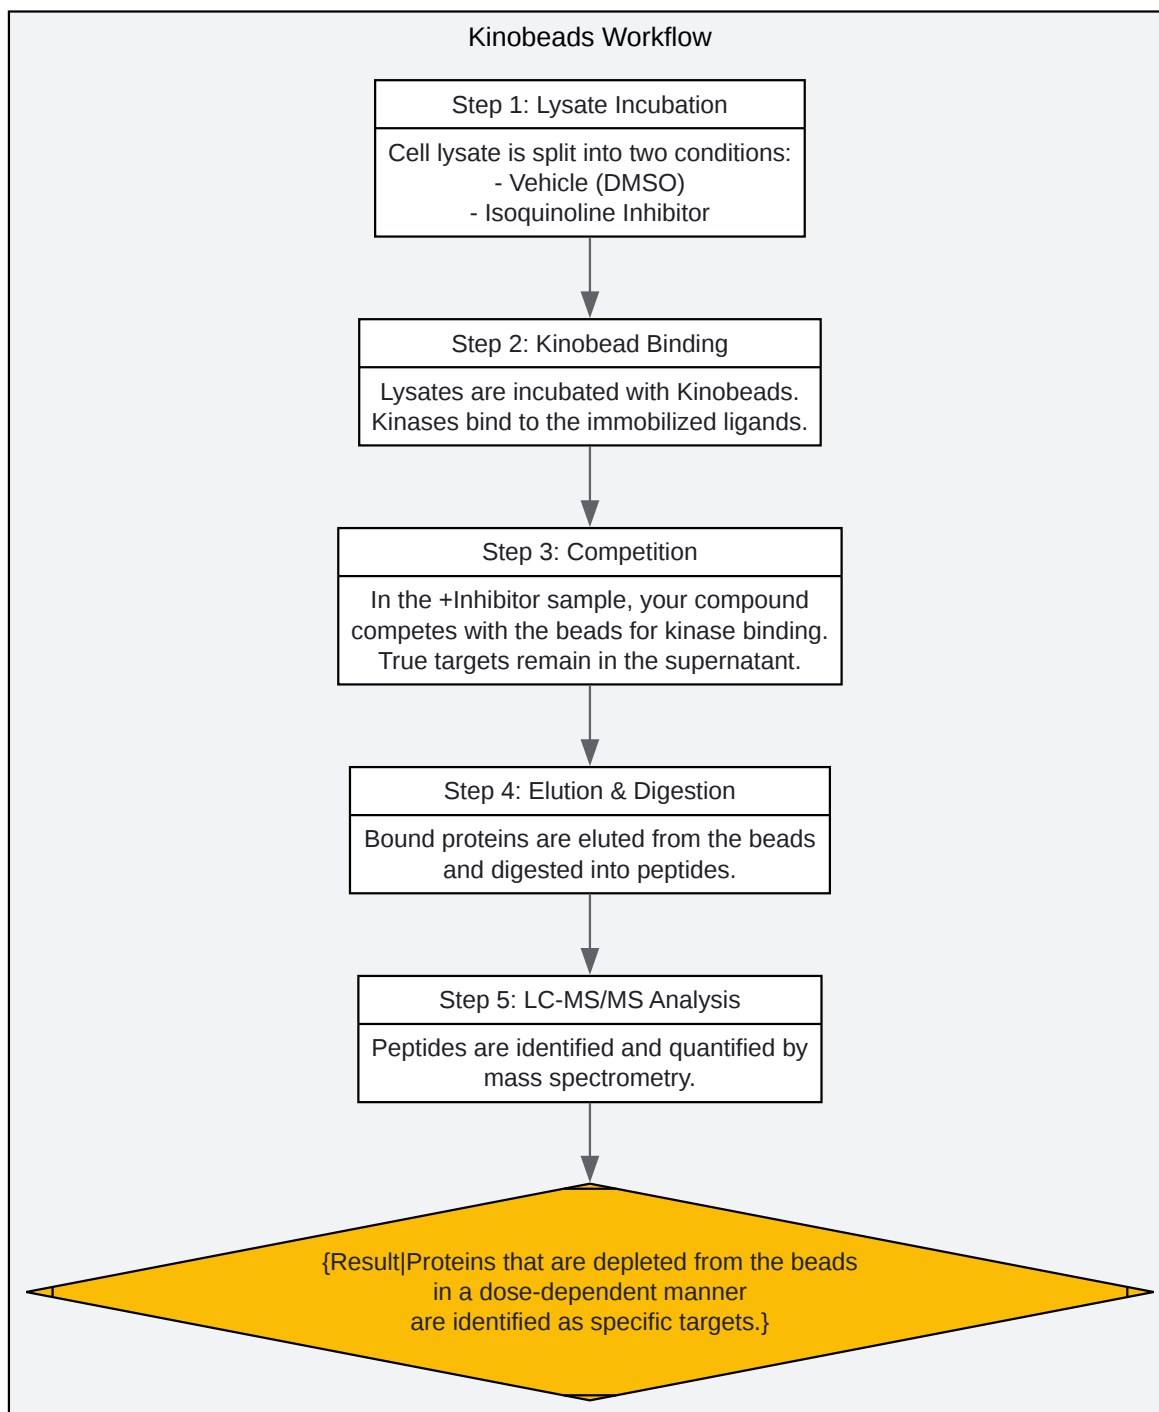 Kinobeads Workflow
Step 1: Lysate Incubation
Cell lysate is split into two conditions:
- Vehicle (DMSO)
- Isoquinoline Inhibitor
Step 2: Kinobead Binding
Lysates are incubated with Kinobeads.
Kinases bind to the immobilized ligands.
Step 3: Competition
In the +Inhibitor sample, your compound
competes with the beads for kinase binding.
True targets remain in the supernatant.
Step 4: Elution & Digestion
Bound proteins are eluted from the beads
and digested into peptides.
Step 5: LC-MS/MS Analysis
Peptides are identified and quantified by
mass spectrometry.
{Result|Proteins that are depleted from the beads
in a dose-dependent manner
are identified as specific targets.}